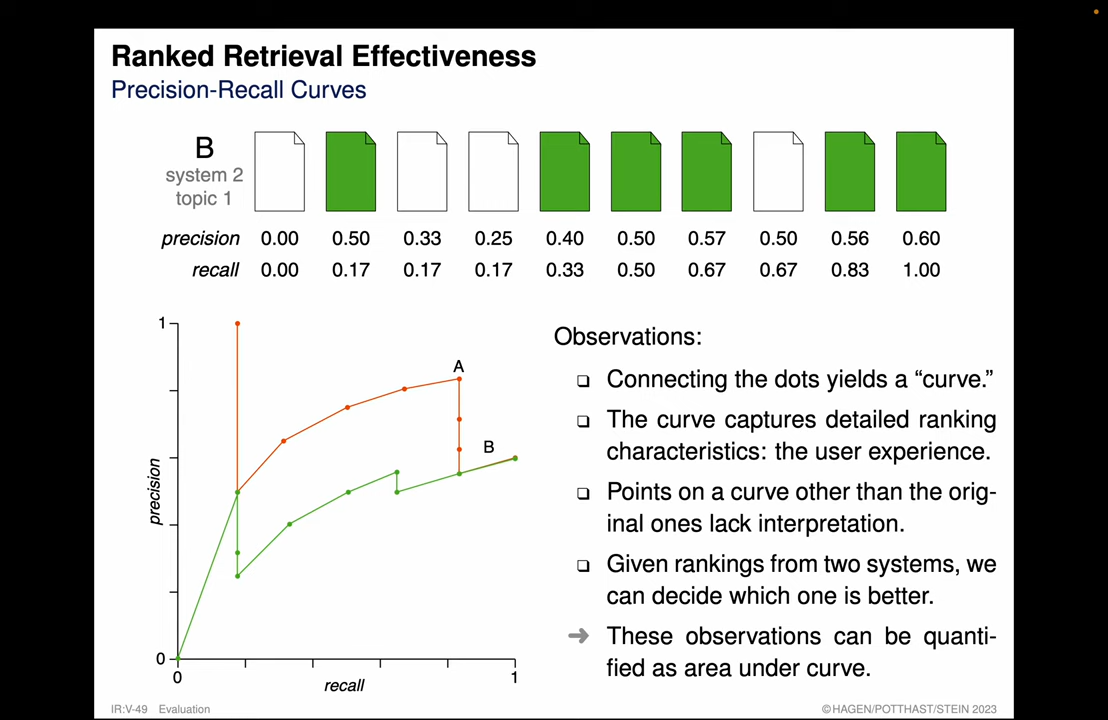 Ranked Retrieval Effectiveness
Precision-Recall Curves
B
system 2
topic 1
precision 0.00 0.50 0.33 0.25 0.40 0.50 0.57 0.50 0.56 0.60
recall 0.00 0.17 0.17 0.17 0.33 0.50 0.67 0.67 0.83 1.00
1
A
B
precision
0
0
recall
1
Observations:
❏ Connecting the dots yields a “curve.”
❏ The curve captures detailed ranking
characteristics: the user experience.
❏ Points on a curve other than the orig-
inal ones lack interpretation.
❏ Given rankings from two systems, we
can decide which one is better.
➜ These observations can be quanti-
fied as area under curve.
IR:V-49 Evaluation
©HAGEN/POTTHAST/STEIN 2023